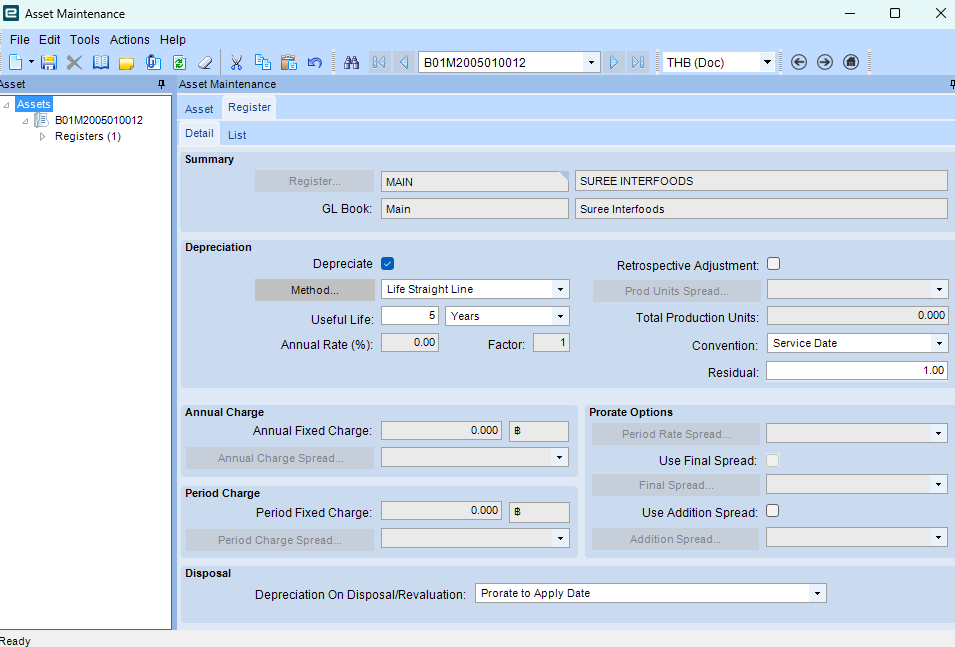 Asset Maintenance
File Edit Tools Actions Help
B01M2005010012 THB (Doc)
Asset
Asset Maintenance
Assets
B01M2005010012
Registers (1)
Asset Register
Detail List
Summary
Register... MAIN SUREE INTERFOODS
GL Book: Main Suree Interfoods
Depreciation
Depreciate Retrospective Adjustment:
Method... Life Straight Line Prod Units Spread...
Useful Life: 5 Years Total Production Units: 0.000
Annual Rate (%): 0.00 Factor: 1 Convention: Service Date
Residual: 1.00
Annual Charge
Annual Fixed Charge: 0.000 ฿
Annual Charge Spread...
Period Charge
Period Fixed Charge: 0.000 ฿
Period Charge Spread...
Prorate Options
Period Rate Spread...
Use Final Spread:
Final Spread...
Use Addition Spread:
Addition Spread...
Disposal
Depreciation On Disposal/Revaluation: Prorate to Apply Date
Ready